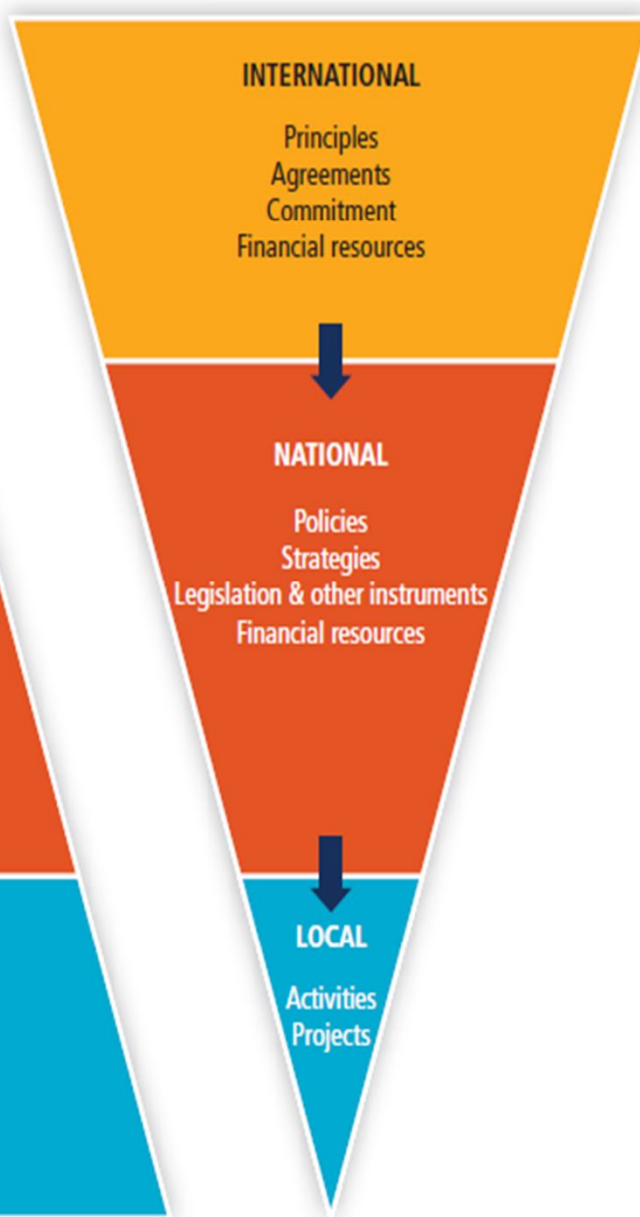 INTERNATIONAL
Principles
Agreements
Commitment
Financial resources
NATIONAL
Policies
Strategies
Legislation & other instruments
Financial resources
LOCAL
Activities
Projects